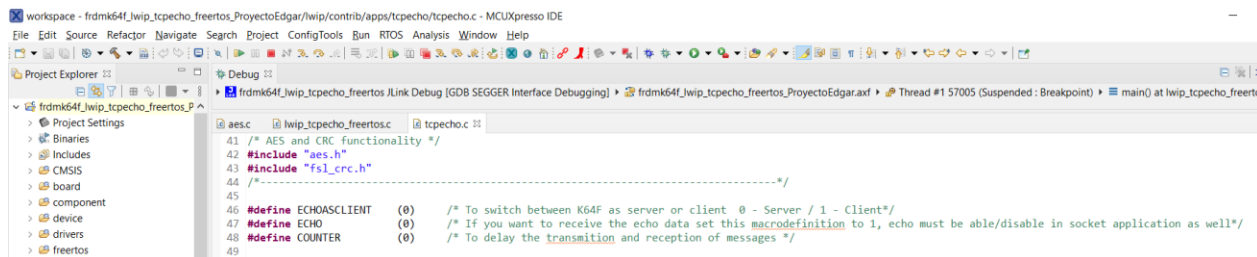 workspace - frdmk64f_lwip_tcpecho_freertos_ProyectoEdgar/lwip/contrib/apps/tcpecho/tcpecho.c - MCUXpresso IDE
File Edit Source Refactor Navigate Search Project ConfigTools Run RTOS Analysis Window Help
Project Explorer
Debug
frdmk64f_lwip_tcpecho_freertos JLink Debug [GDB SEGGER Interface Debugging] frdmk64f_lwip_tcpecho_freertos_ProyectoEdgar.axf Thread #1 57005 (Suspended : Breakpoint) main() at lwip_tcpecho_freerto
frdmk64f_lwip_tcpecho_freertos_P
Project Settings
Binaries
Includes
CMSIS
board
component
device
drivers
freertos
aes.c lwip_tcpecho_freertos.c tcpecho.c
41 /* AES and CRC functionality */
42 #include "aes.h"
43 #include "fsl_crc.h"
44 /*-----------------------------------------------------------------------------------*/
45
46 #define ECHOASCLIENT (0) /* To switch between K64F as server or client 0 - Server / 1 - Client*/
47 #define ECHO (0) /* If you want to receive the echo data set this macrodefinition to 1, echo must be able/disable in socket application as well*/
48 #define COUNTER (0) /* To delay the transmition and reception of messages */
49